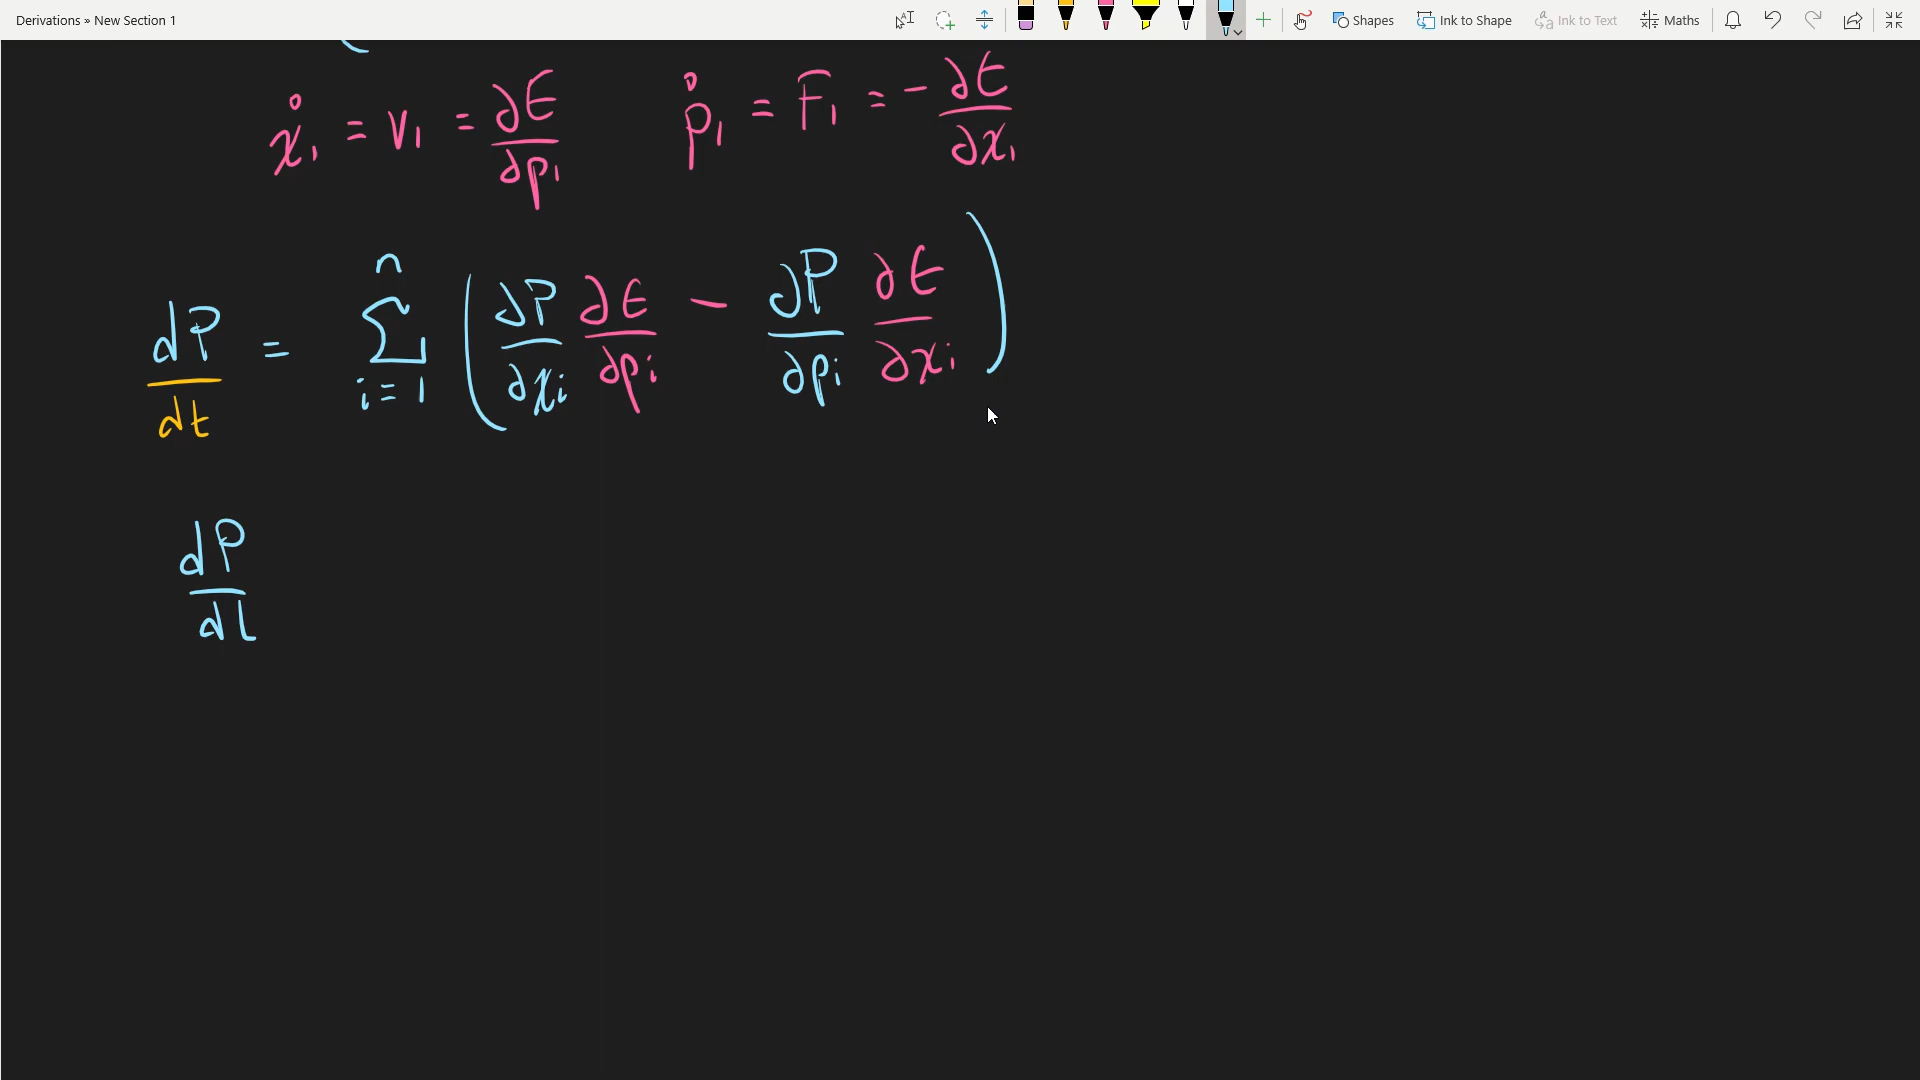 Derivations » New Section 1
Shapes Ink to Shape Ink to Text Maths
ẋ₁ = v₁ = ∂E/∂p₁ ṗ₁ = F₁ = -∂E/∂x₁
dP/dt = ∑ⁿᵢ₌₁ (∂P/∂xᵢ ∂E/∂pᵢ - ∂P/∂pᵢ ∂E/∂xᵢ)
dP/dl